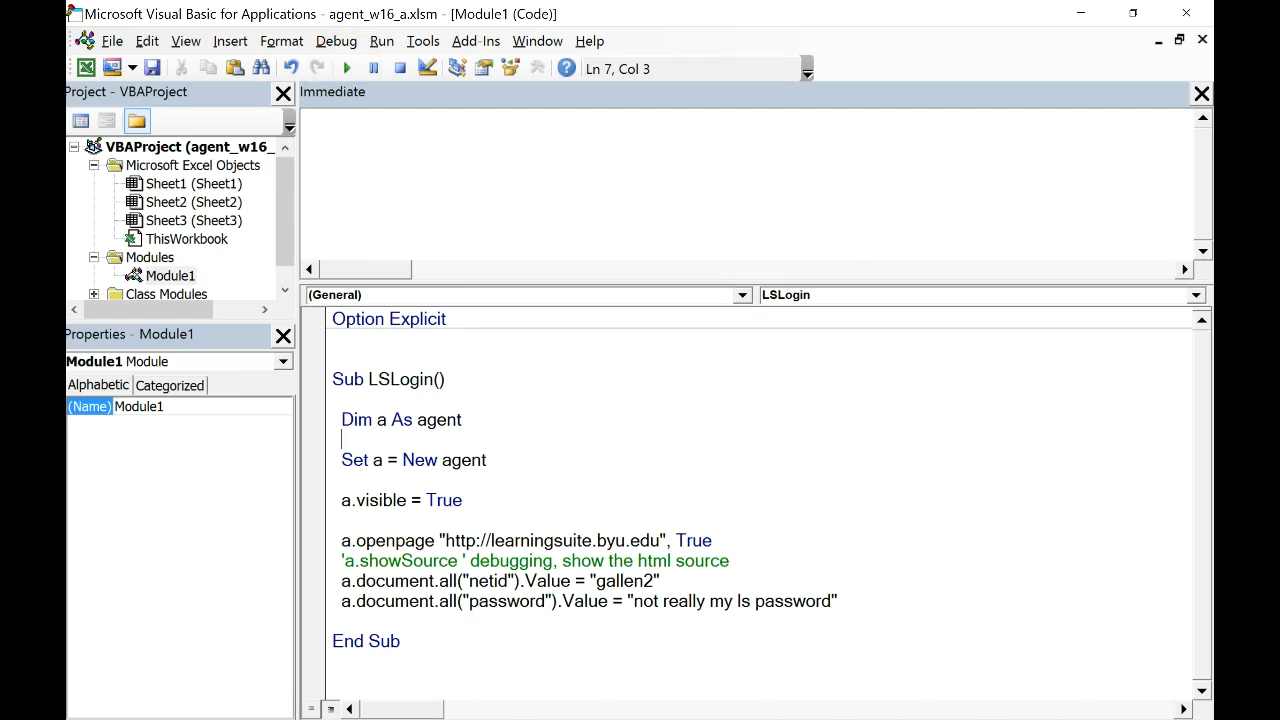 Microsoft Visual Basic for Applications - agent_w16_a.xlsm - [Module1 (Code)]
File Edit View Insert Format Debug Run Tools Add-Ins Window Help
Ln 7, Col 3
Project - VBAProject
Immediate
VBAProject (agent_w16_
Microsoft Excel Objects
Sheet1 (Sheet1)
Sheet2 (Sheet2)
Sheet3 (Sheet3)
ThisWorkbook
Modules
Module1
Class Modules
Properties - Module1
Module1 Module
Alphabetic Categorized
(Name) Module1
(General) LSLogin
Option Explicit
Sub LSLogin()
Dim a As agent
Set a = New agent
a.visible = True
a.openpage "http://learningsuite.byu.edu", True
'a.showSource ' debugging, show the html source
a.document.all("netid").Value = "gallen2"
a.document.all("password").Value = "not really my ls password"
End Sub